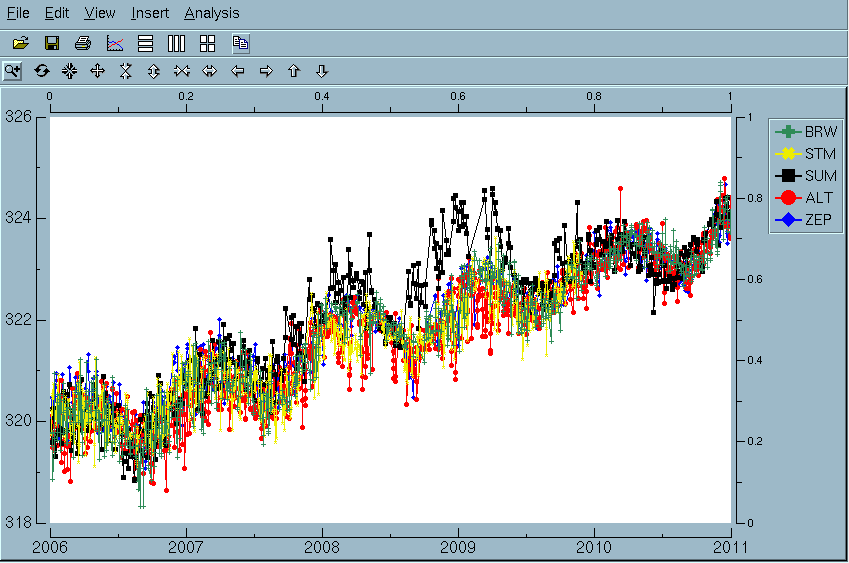 File Edit View Insert Analysis
0 0.2 0.4 0.6 0.8 1
326 1
BRW
STM
SUM
ALT
ZEP
324 0.8
0.6
322
0.4
320
0.2
318 0
2006 2007 2008 2009 2010 2011